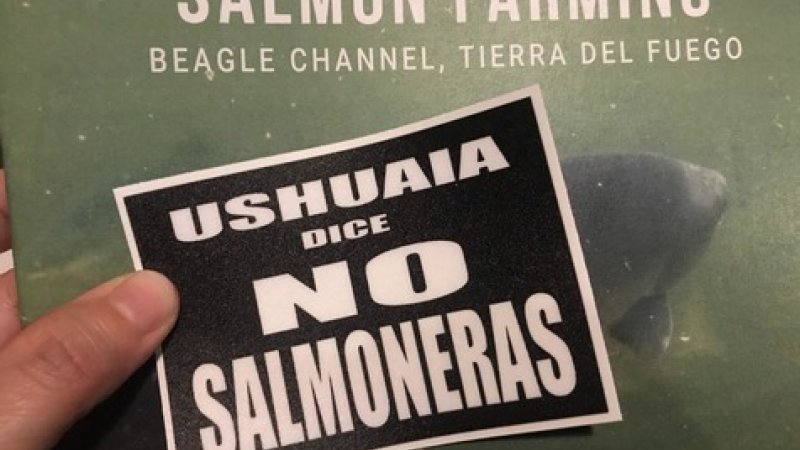 SALMON FARMING
BEAGLE CHANNEL, TIERRA DEL FUEGO
USHUAIA
DICE
NO
SALMONERAS